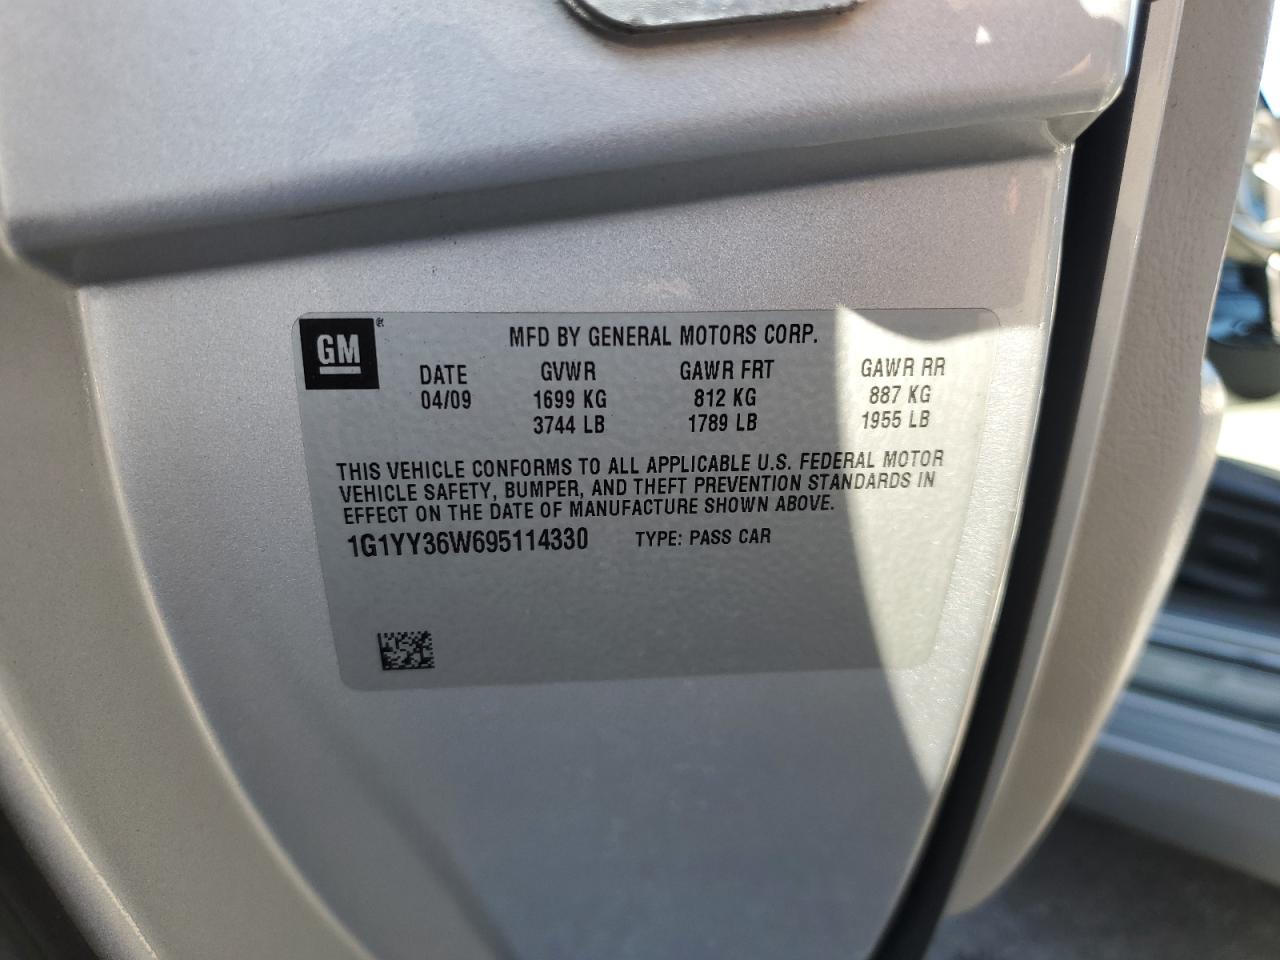 GM®
MFD BY GENERAL MOTORS CORP.
DATE GVWR GAWR FRT GAWR RR
04/09 1699 KG 812 KG 887 KG
3744 LB 1789 LB 1955 LB
THIS VEHICLE CONFORMS TO ALL APPLICABLE U.S. FEDERAL MOTOR
VEHICLE SAFETY, BUMPER, AND THEFT PREVENTION STANDARDS IN
EFFECT ON THE DATE OF MANUFACTURE SHOWN ABOVE.
1G1YY36W695114330 TYPE: PASS CAR